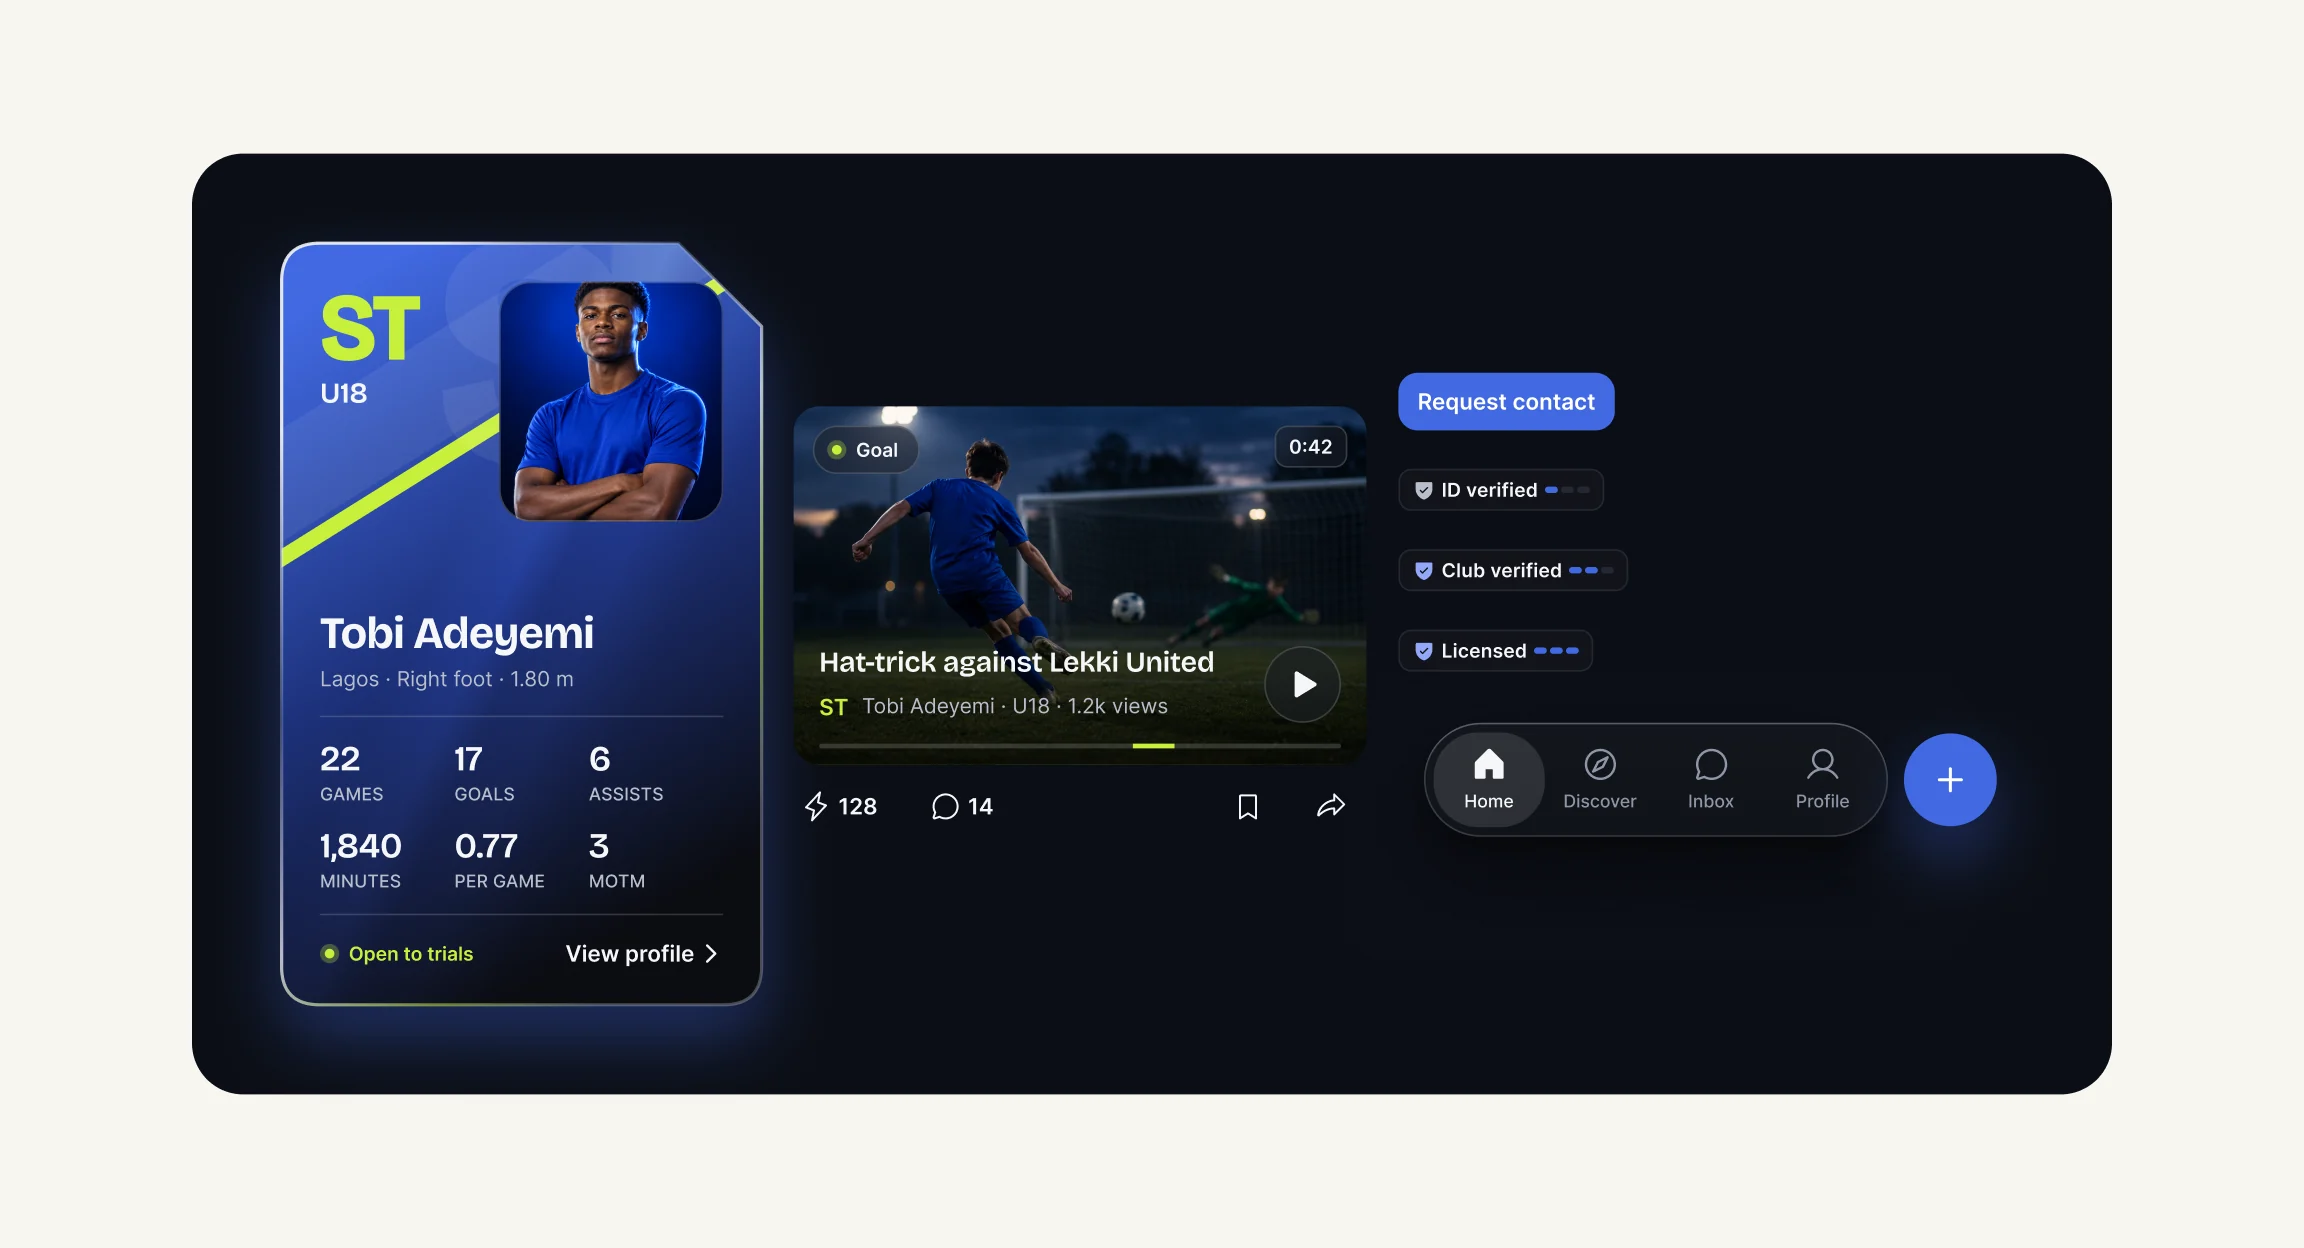 ST
U18
Tobi Adeyemi
Lagos · Right foot · 1.80 m
22 17 6
GAMES GOALS ASSISTS
1,840 0.77 3
MINUTES PER GAME MOTM
Open to trials View profile
Goal 0:42
Hat-trick against Lekki United
ST Tobi Adeyemi · U18 · 1.2k views
128 14
Request contact
ID verified
Club verified
Licensed
Home Discover Inbox Profile